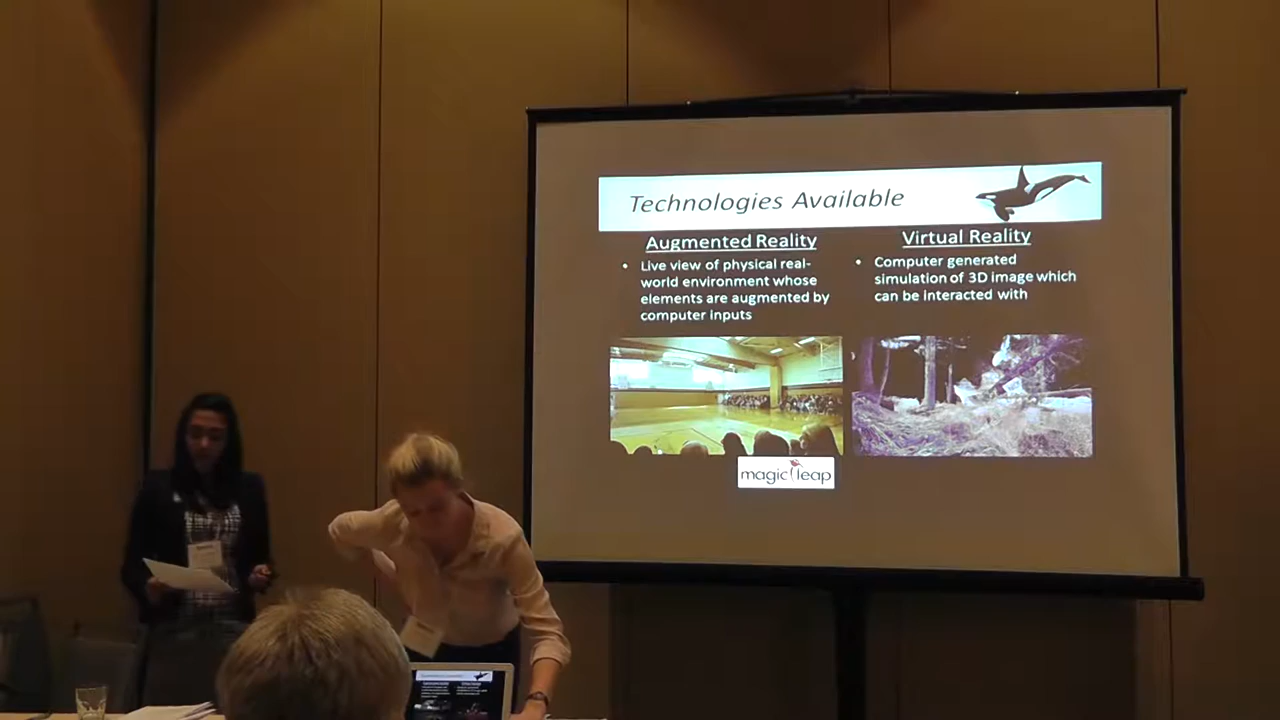 Technologies Available
Augmented Reality
• Live view of physical real-
world environment whose
elements are augmented by
computer inputs
Virtual Reality
• Computer generated
simulation of 3D image which
can be interacted with
magic leap